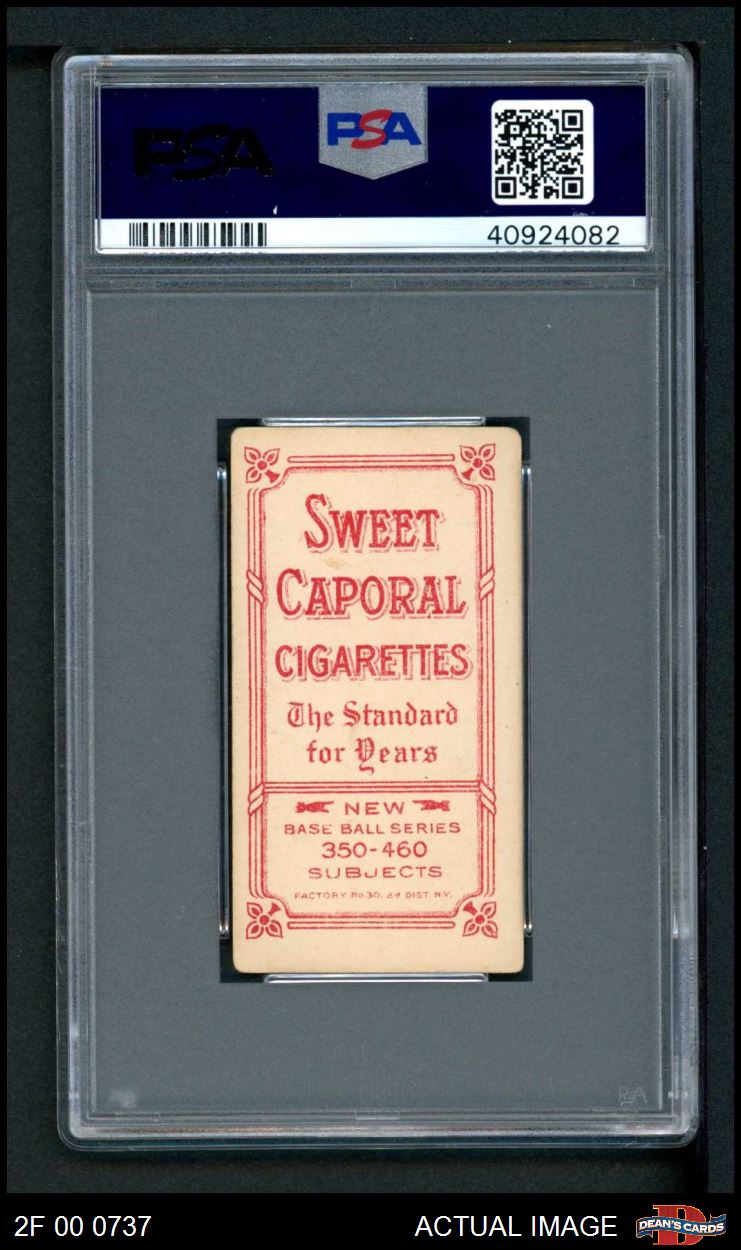 PSA
PSA
40924082
SWEET
CAPORAL
CIGARETTES
The Standard
for Years
NEW
BASE BALL SERIES
350-460
SUBJECTS
FACTORY No. 30, 2d DIST. N.Y.
PSA
2F 00 0737
ACTUAL IMAGE
D
DEAN'S CARDS